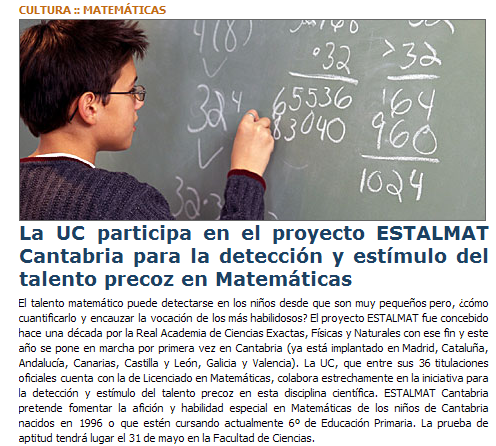 CULTURA :: MATEMÁTICAS
4(8)
·32
>32
32⁴
65536
83040
164
960
1024
32·3
La UC participa en el proyecto ESTALMAT
Cantabria para la detección y estímulo del
talento precoz en Matemáticas
El talento matemático puede detectarse en los niños desde que son muy pequeños pero, ¿cómo
cuantificarlo y encauzar la vocación de los más habilidosos? El proyecto ESTALMAT fue concebido
hace una década por la Real Academia de Ciencias Exactas, Físicas y Naturales con ese fin y este
año se pone en marcha por primera vez en Cantabria (ya está implantado en Madrid, Cataluña,
Andalucía, Canarias, Castilla y León, Galicia y Valencia). La UC, que entre sus 36 titulaciones
oficiales cuenta con la de Licenciado en Matemáticas, colabora estrechamente en la iniciativa para
la detección y estímulo del talento precoz en esta disciplina científica. ESTALMAT Cantabria
pretende fomentar la afición y habilidad especial en Matemáticas de los niños de Cantabria
nacidos en 1996 o que estén cursando actualmente 6º de Educación Primaria. La prueba de
aptitud tendrá lugar el 31 de mayo en la Facultad de Ciencias.